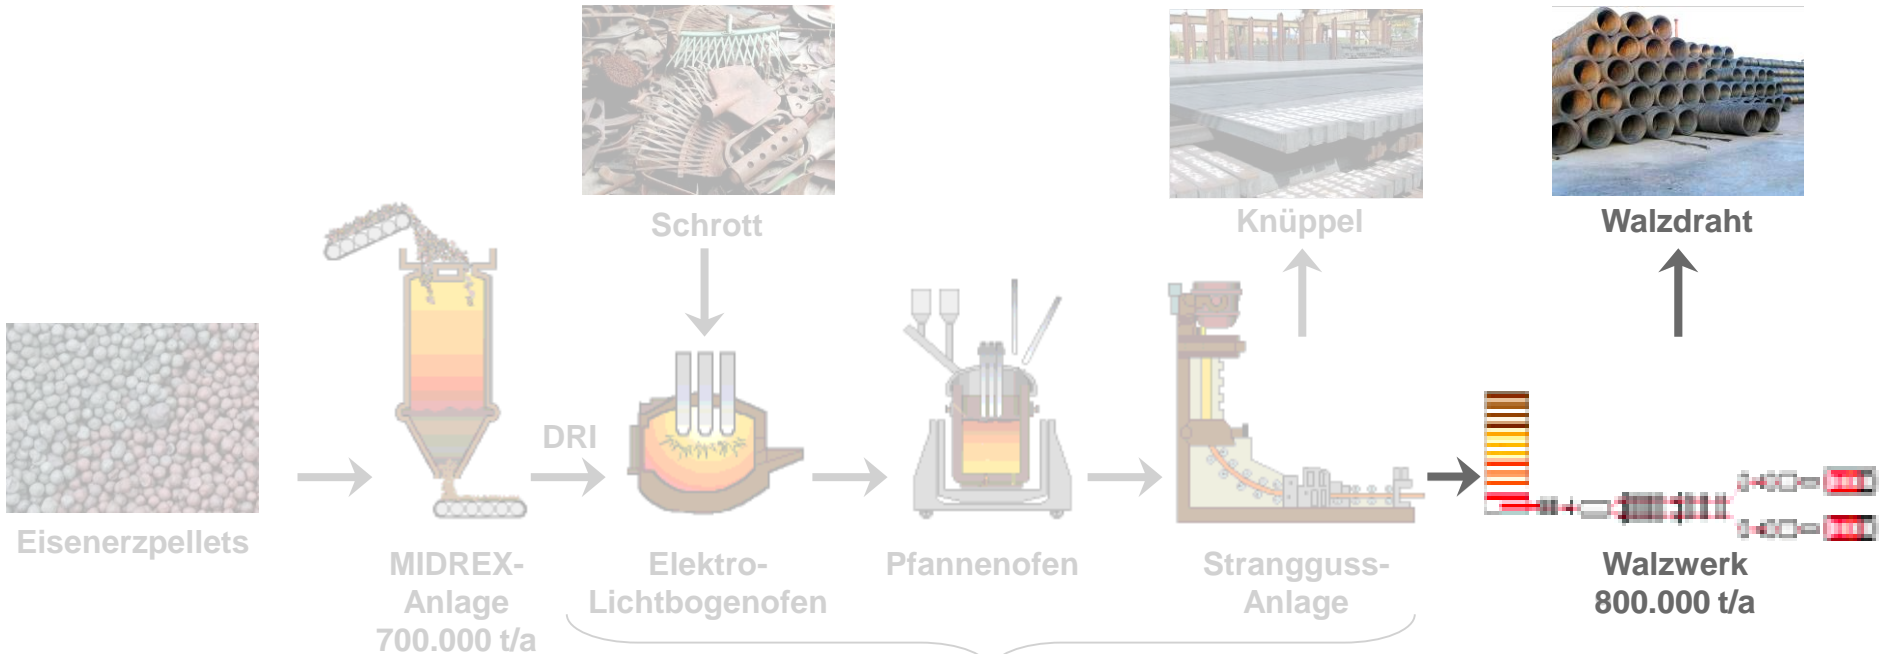 Schrott
Knüppel
Walzdraht
DRI
Eisenerzpellets
MIDREX-
Anlage
700.000 t/a
Elektro-
Lichtbogenofen
Pfannenofen
Strangguss-
Anlage
Walzwerk
800.000 t/a